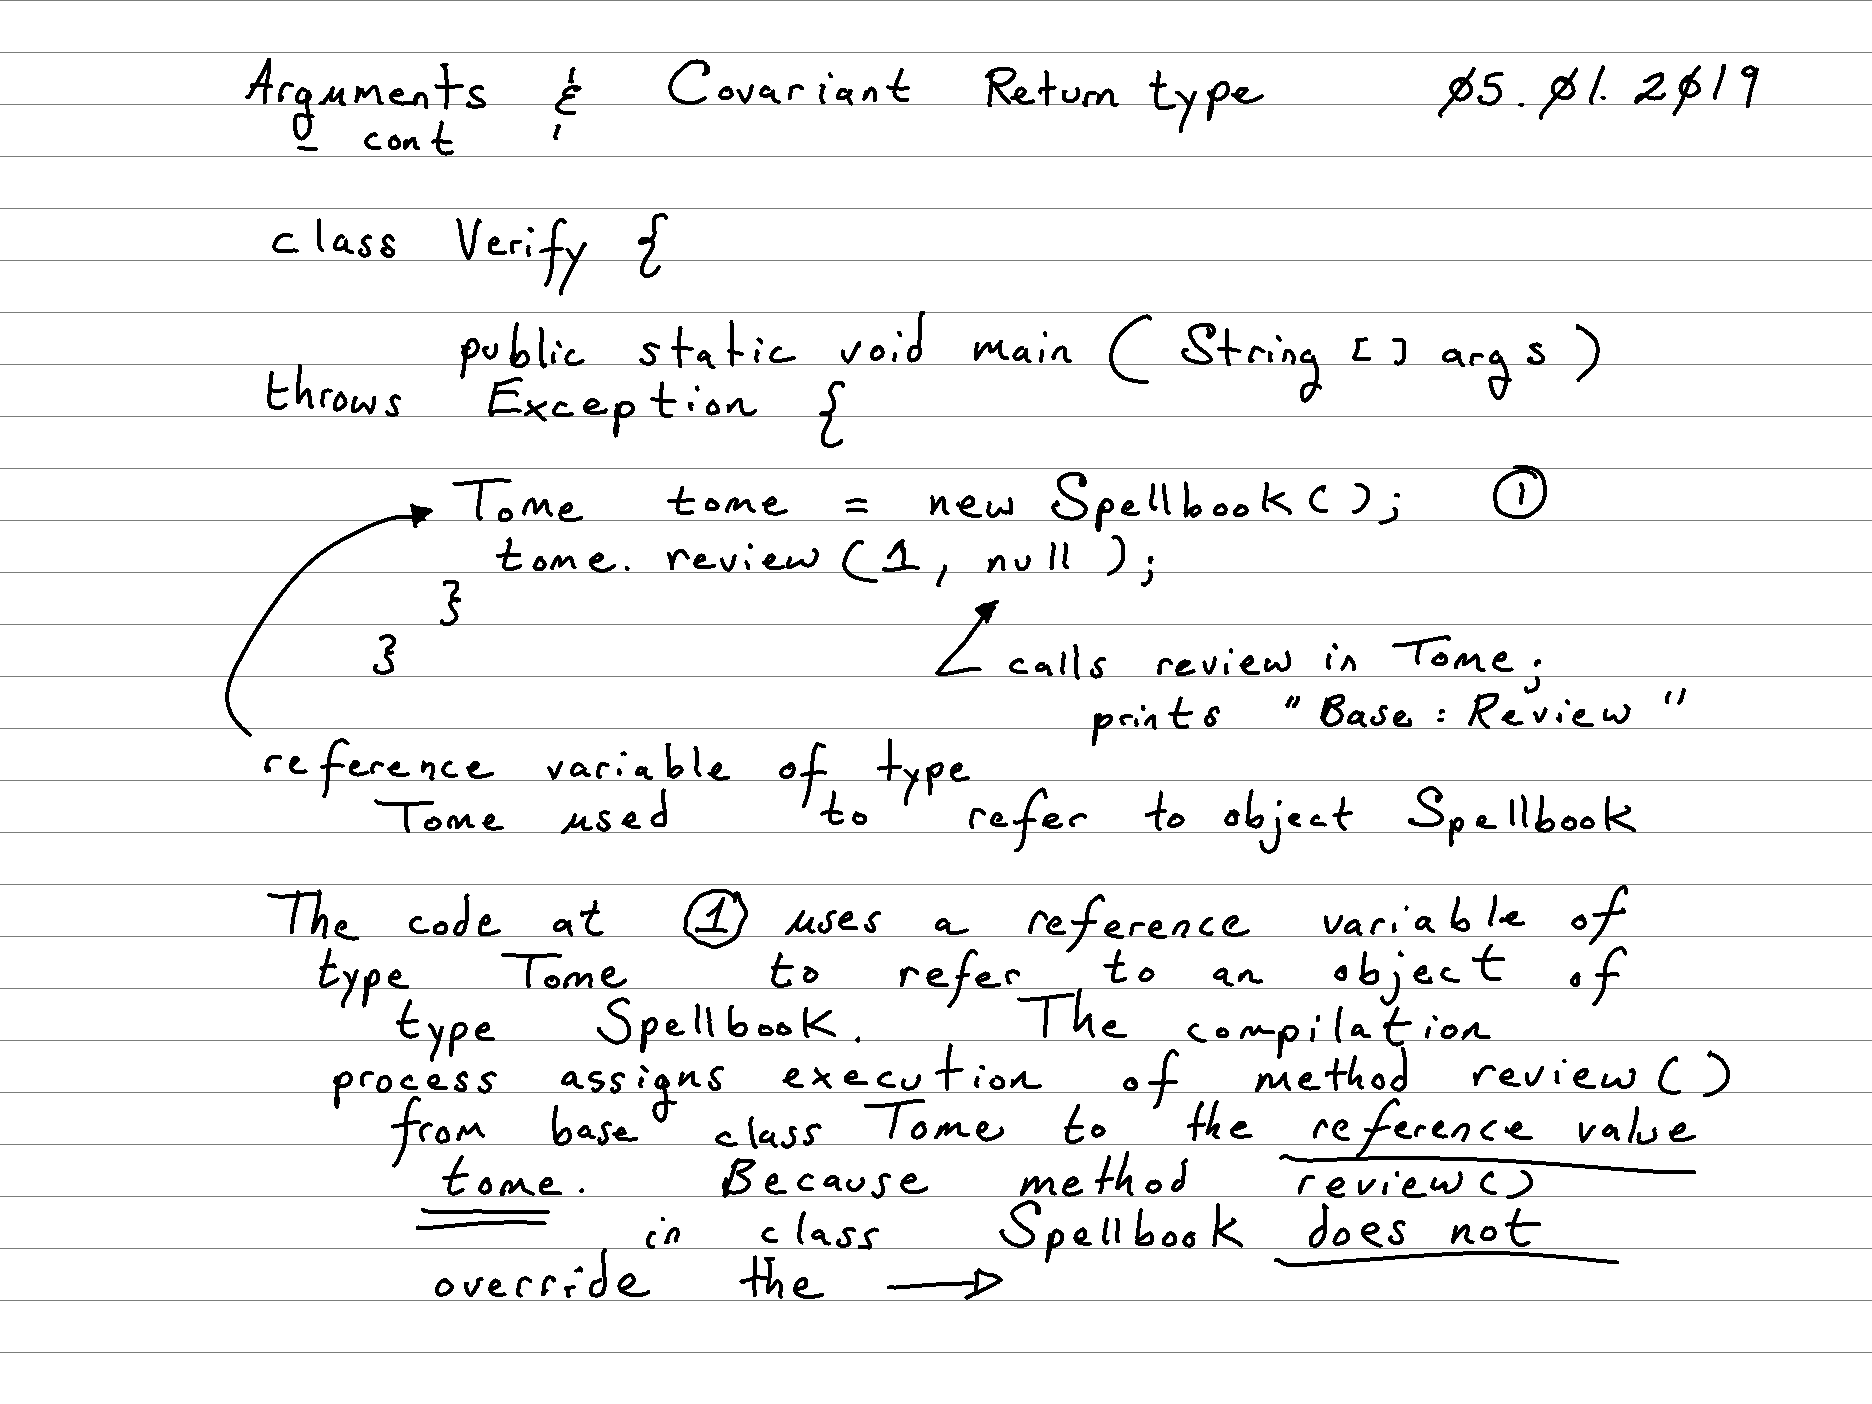 Arguments & Covariant Return type 05.01.2019
cont
class Verify {
public static void main ( String [ ] args )
throws Exception {
Tome tome = new Spellbook ( ) ; ①
tome. review ( 1 , null ) ;
}
}
calls review in Tome;
prints "Base : Review "
reference variable of type
Tome used to refer to object Spellbook
The code at ① uses a reference variable of
type Tome to refer to an object of
type Spellbook. The compilation
process assigns execution of method review ( )
from base class Tome to the reference value
tome. Because method review ( )
in class Spellbook does not
override the →